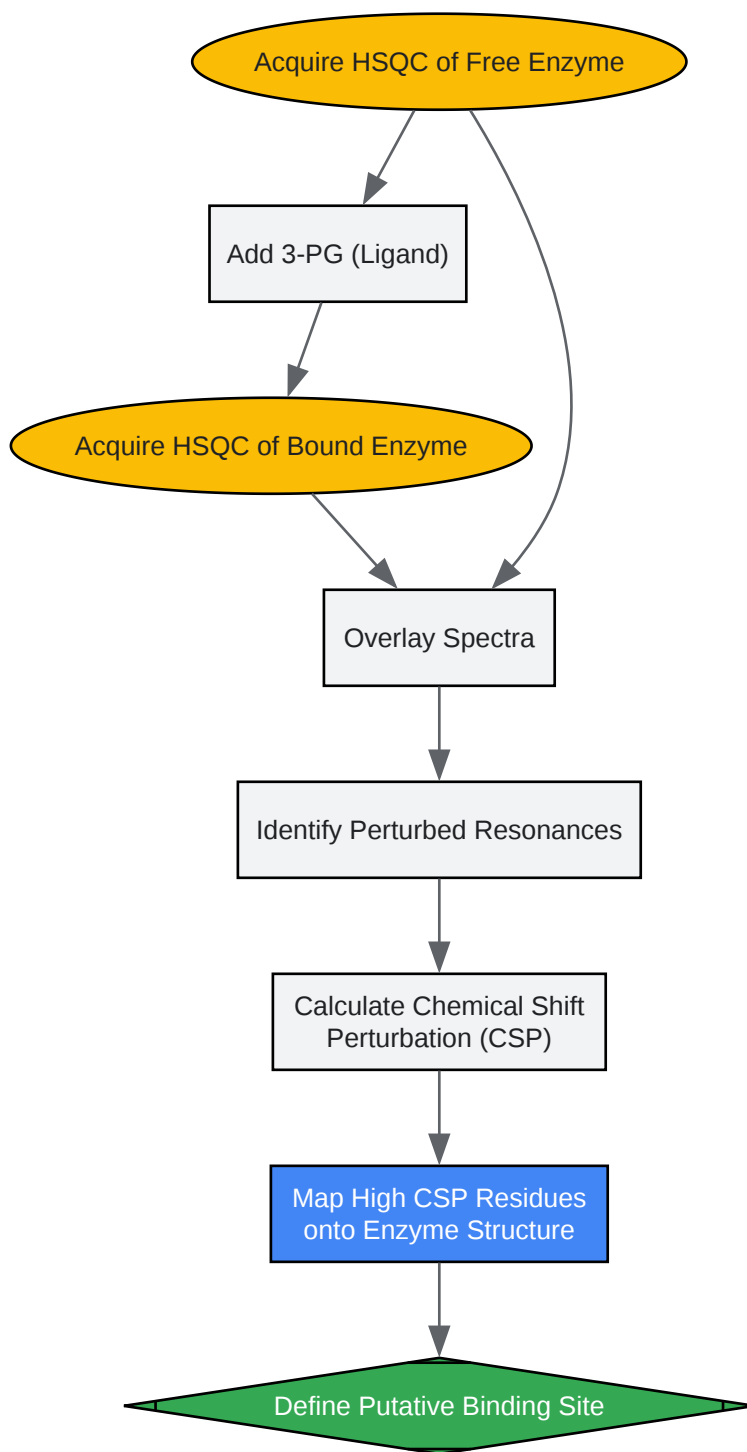 Acquire HSQC of Free Enzyme
Add 3-PG (Ligand)
Acquire HSQC of Bound Enzyme
Overlay Spectra
Identify Perturbed Resonances
Calculate Chemical Shift
Perturbation (CSP)
Map High CSP Residues
onto Enzyme Structure
Define Putative Binding Site